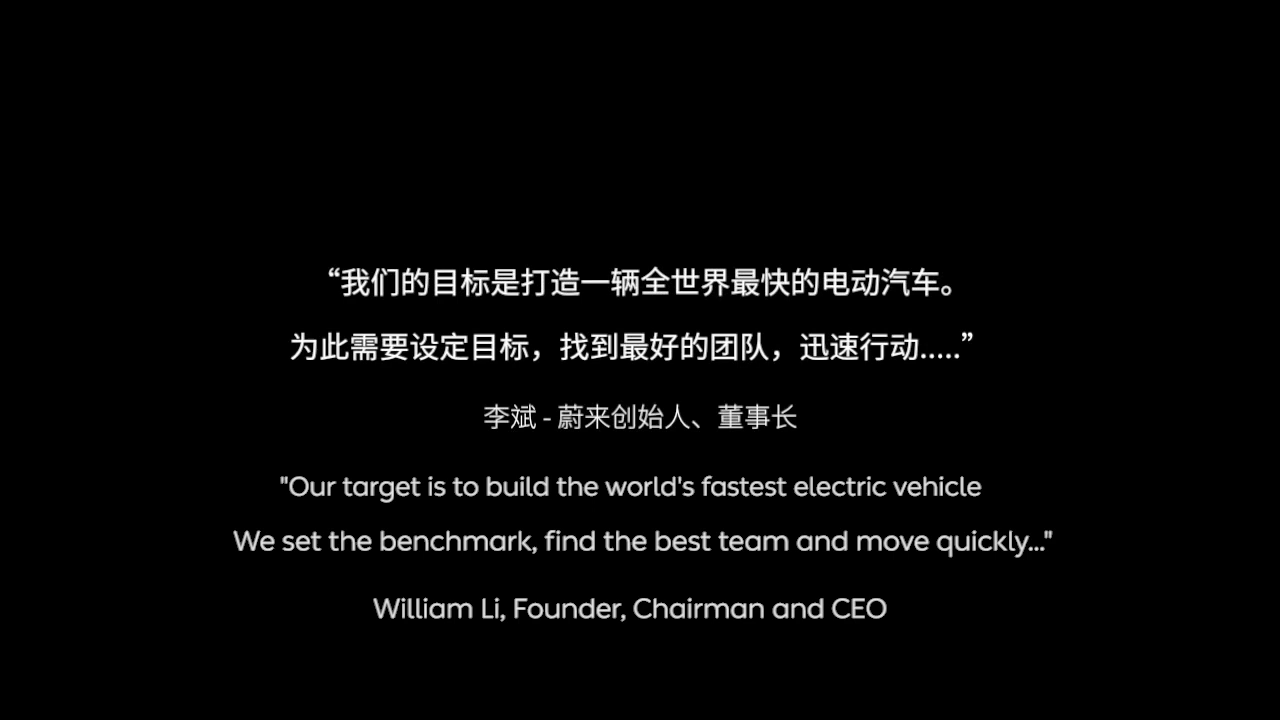 “我们的目标是打造一辆全世界最快的电动汽车。
为此需要设定目标，找到最好的团队，迅速行动.....”
李斌 - 蔚来创始人、董事长
"Our target is to build the world's fastest electric vehicle
We set the benchmark, find the best team and move quickly..."
William Li, Founder, Chairman and CEO